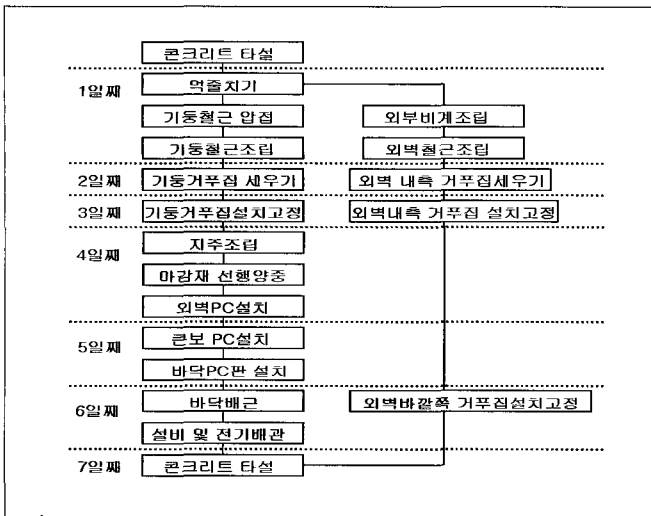 콘크리트 타설
1일째 먹줄치기
기둥철근 압접 외부비계조립
기둥철근조립 외벽철근조립
2일째 기둥거푸집 세우기 외벽 내측 거푸집세우기
3일째 기둥거푸집설치고정 외벽내측 거푸집 설치고정
4일째 지주조립
마감재 선행양중
외벽PC설치
5일째 큰보 PC설치
바닥PC판 설치
6일째 바닥배근 외벽바깥쪽 거푸집설치고정
설비 및 전기배관
7일째 콘크리트 타설